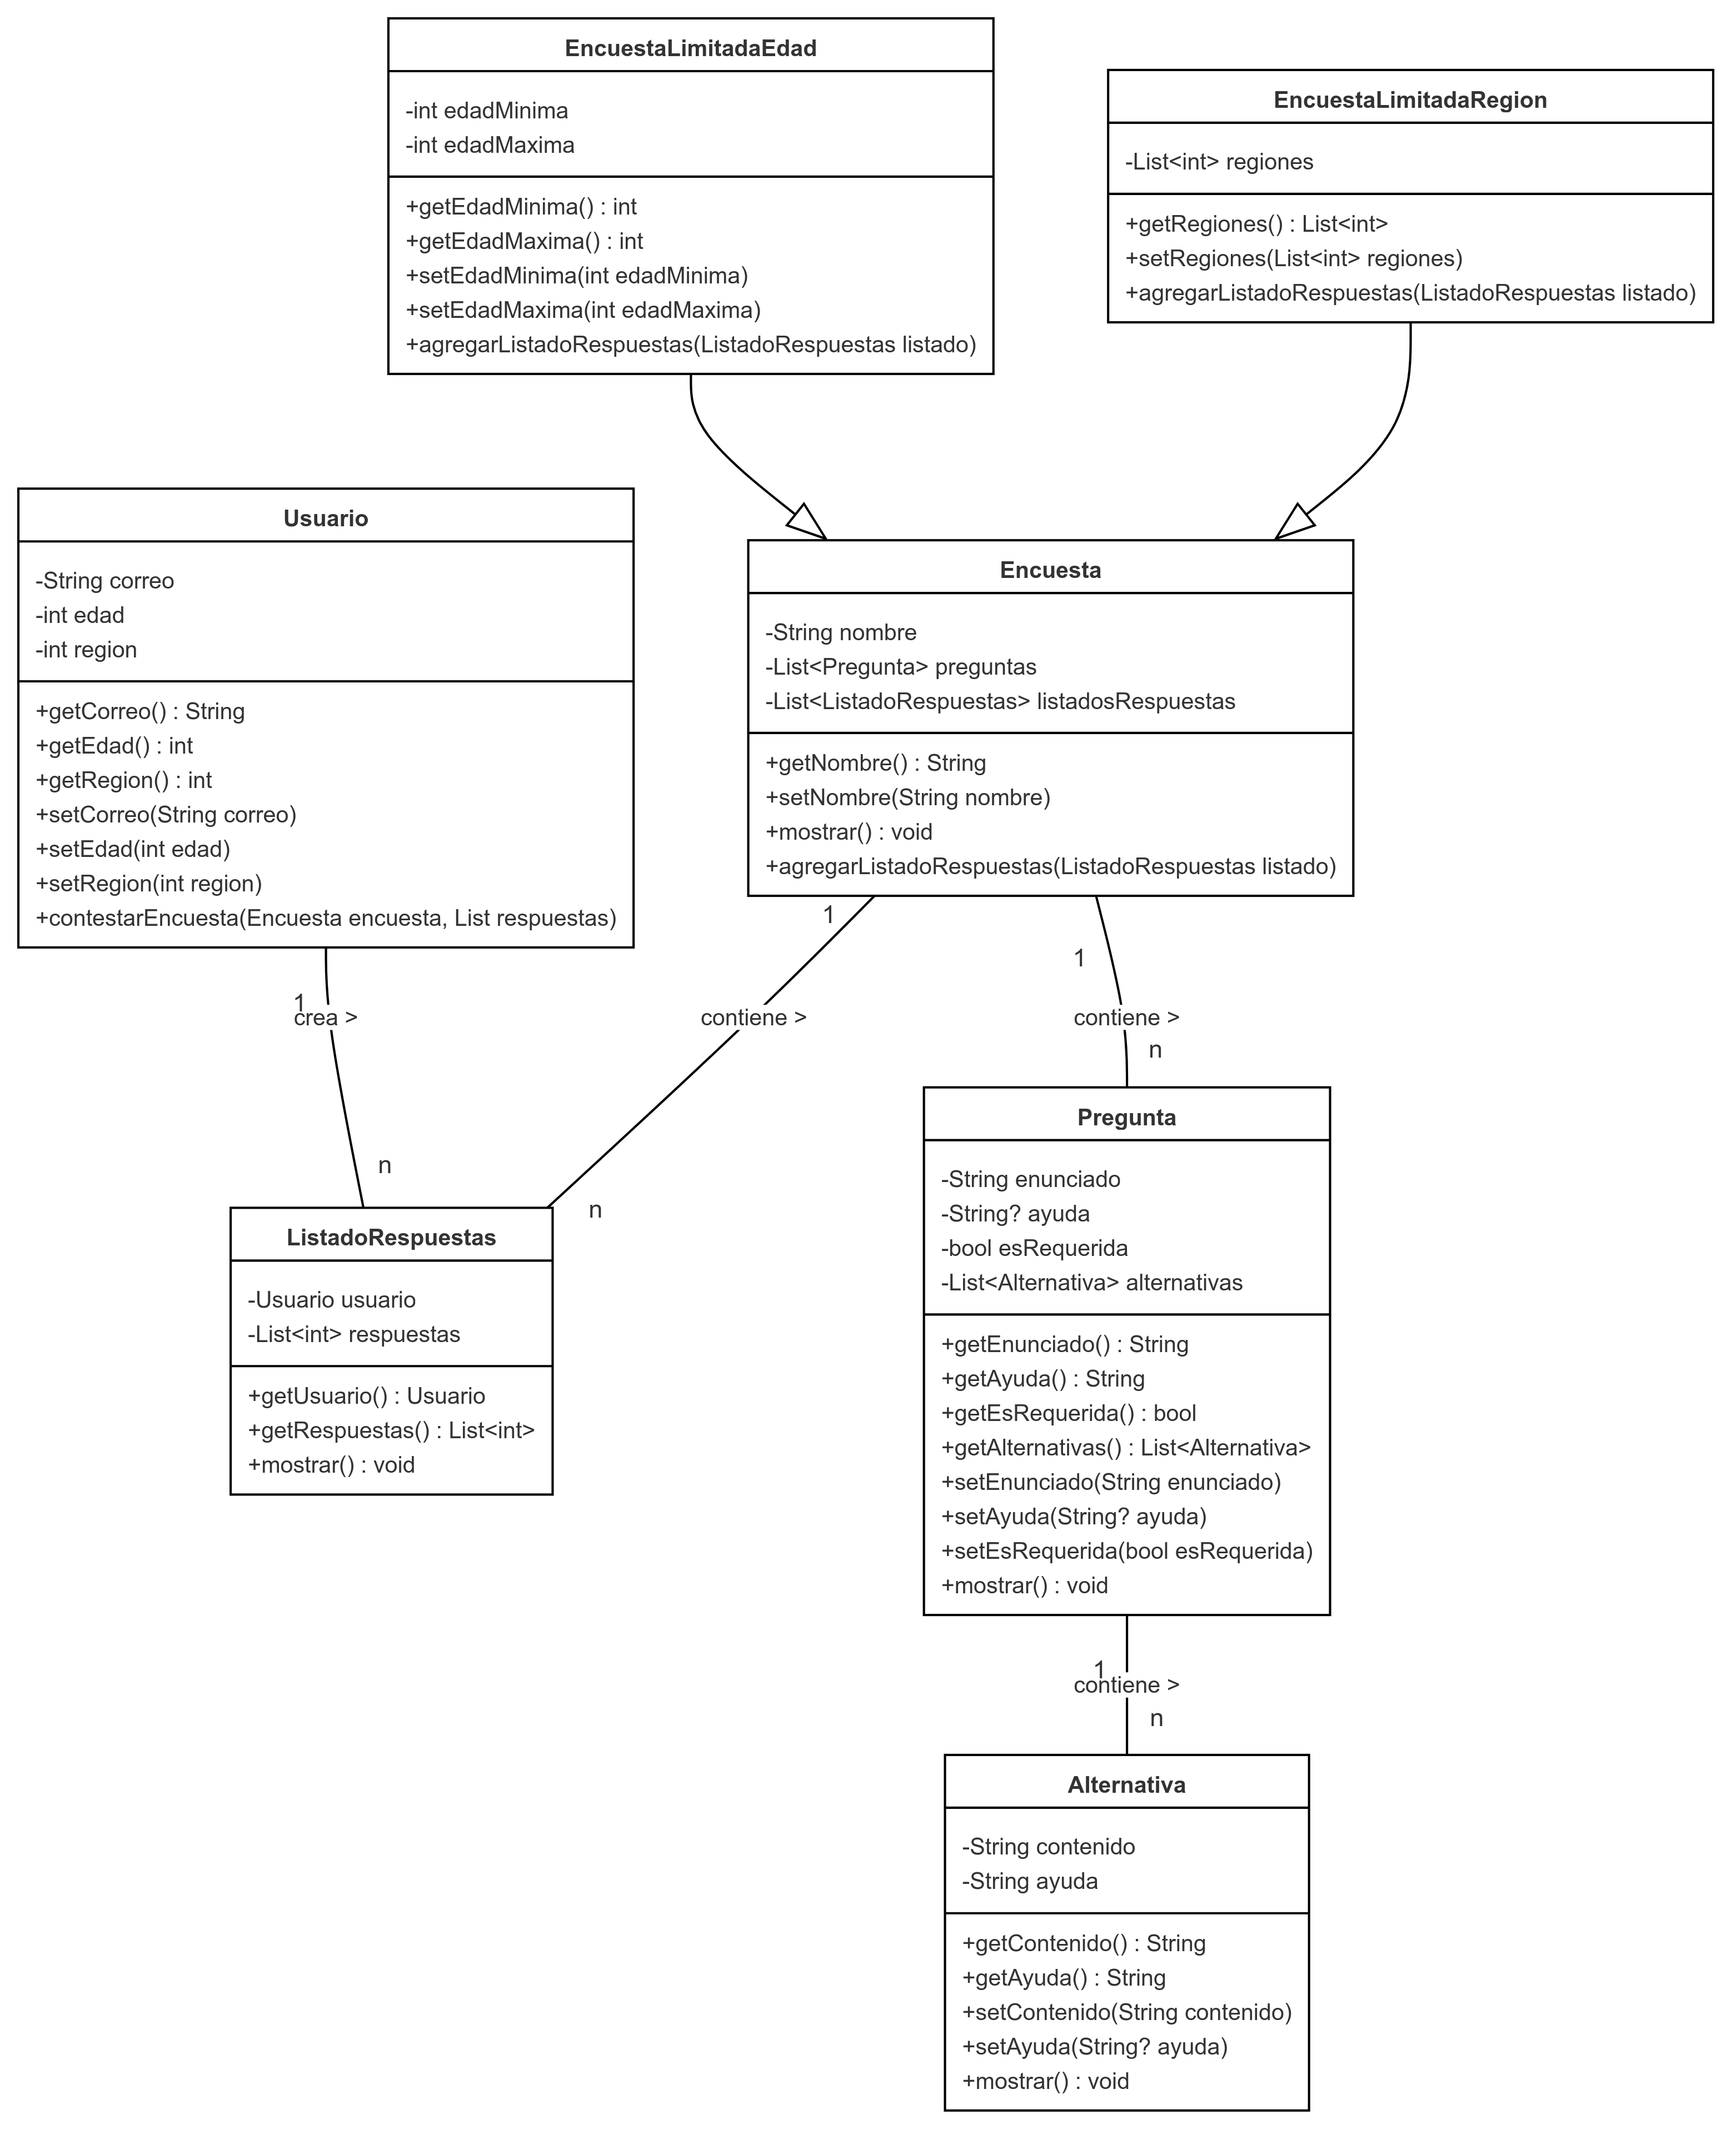 EncuestaLimitadaEdad
-int edadMinima
-int edadMaxima
+getEdadMinima() : int
+getEdadMaxima() : int
+setEdadMinima(int edadMinima)
+setEdadMaxima(int edadMaxima)
+agregarListadoRespuestas(ListadoRespuestas listado)
EncuestaLimitadaRegion
-List<int> regiones
+getRegiones() : List<int>
+setRegiones(List<int> regiones)
+agregarListadoRespuestas(ListadoRespuestas listado)
Usuario
-String correo
-int edad
-int region
+getCorreo() : String
+getEdad() : int
+getRegion() : int
+setCorreo(String correo)
+setEdad(int edad)
+setRegion(int region)
+contestarEncuesta(Encuesta encuesta, List respuestas)
Encuesta
-String nombre
-List<Pregunta> preguntas
-List<ListadoRespuestas> listadosRespuestas
+getNombre() : String
+setNombre(String nombre)
+mostrar() : void
+agregarListadoRespuestas(ListadoRespuestas listado)
1
crea >
n
1
contiene >
n
1
contiene >
n
ListadoRespuestas
-Usuario usuario
-List<int> respuestas
+getUsuario() : Usuario
+getRespuestas() : List<int>
+mostrar() : void
Pregunta
-String enunciado
-String? ayuda
-bool esRequerida
-List<Alternativa> alternativas
+getEnunciado() : String
+getAyuda() : String
+getEsRequerida() : bool
+getAlternativas() : List<Alternativa>
+setEnunciado(String enunciado)
+setAyuda(String? ayuda)
+setEsRequerida(bool esRequerida)
+mostrar() : void
1
contiene >
n
Alternativa
-String contenido
-String ayuda
+getContenido() : String
+getAyuda() : String
+setContenido(String contenido)
+setAyuda(String? ayuda)
+mostrar() : void